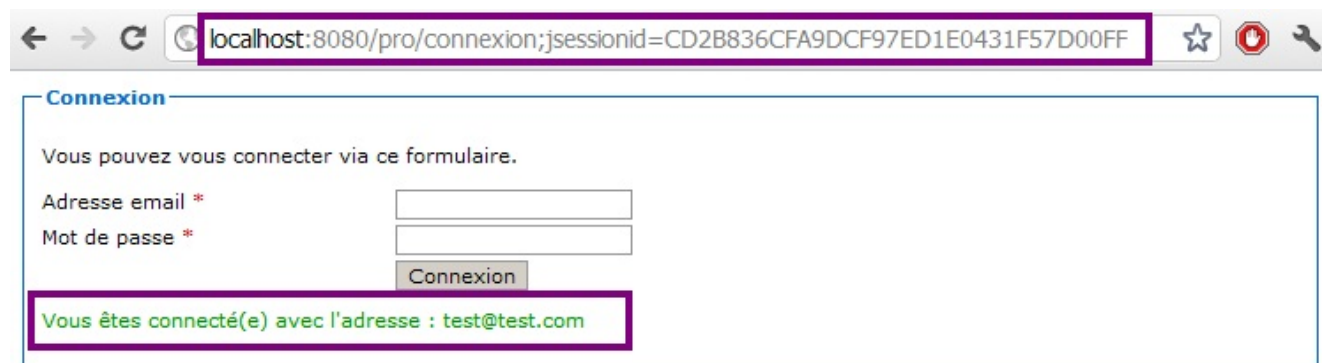 localhost:8080/pro/connexion;jsessionid=CD2B836CFA9DCF97ED1E0431F57D00FF
Connexion
Vous pouvez vous connecter via ce formulaire.
Adresse email *
Mot de passe *
Connexion
Vous êtes connecté(e) avec l'adresse : test@test.com